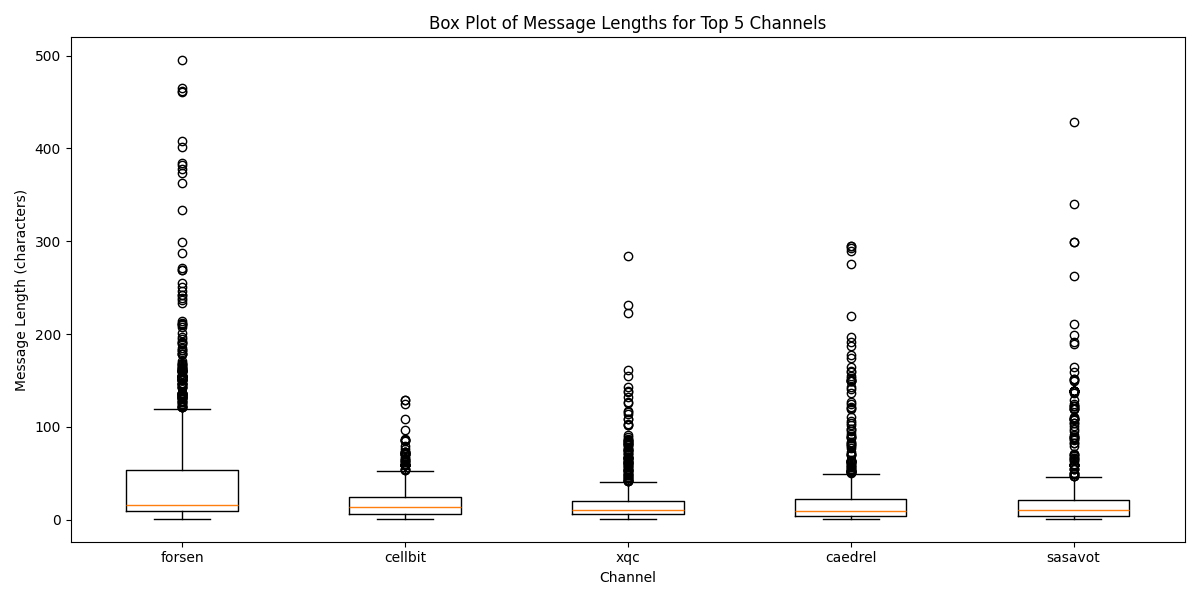 Box Plot of Message Lengths for Top 5 Channels
500
400
300
200
100
0
Message Length (characters)
forsen cellbit xqc caedrel sasavot
Channel